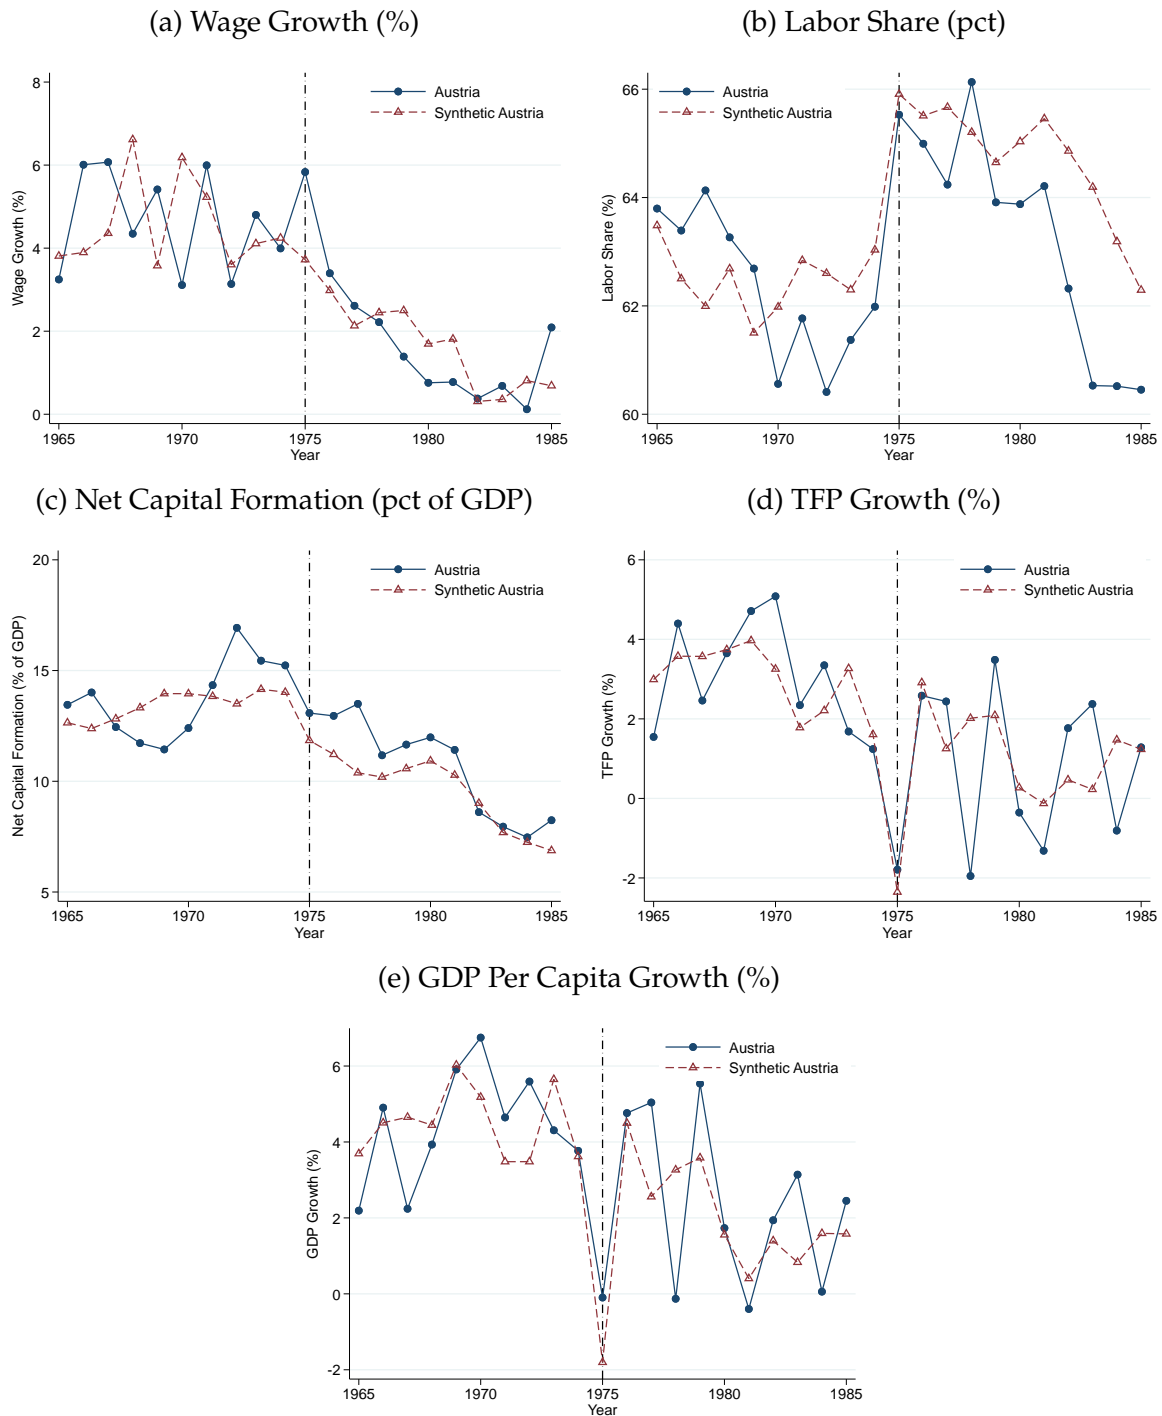 (a) Wage Growth (%)
Austria
Synthetic Austria
8
6
4
2
0
Wage Growth (%)
1965 1970 1975 1980 1985
Year
(b) Labor Share (pct)
Austria
Synthetic Austria
66
64
62
60
Labor Share (%)
1965 1970 1975 1980 1985
Year
(c) Net Capital Formation (pct of GDP)
Austria
Synthetic Austria
20
15
10
5
Net Capital Formation (% of GDP)
1965 1970 1975 1980 1985
Year
(d) TFP Growth (%)
Austria
Synthetic Austria
6
4
2
0
-2
TFP Growth (%)
1965 1970 1975 1980 1985
Year
(e) GDP Per Capita Growth (%)
Austria
Synthetic Austria
6
4
2
0
-2
GDP Growth (%)
1965 1970 1975 1980 1985
Year